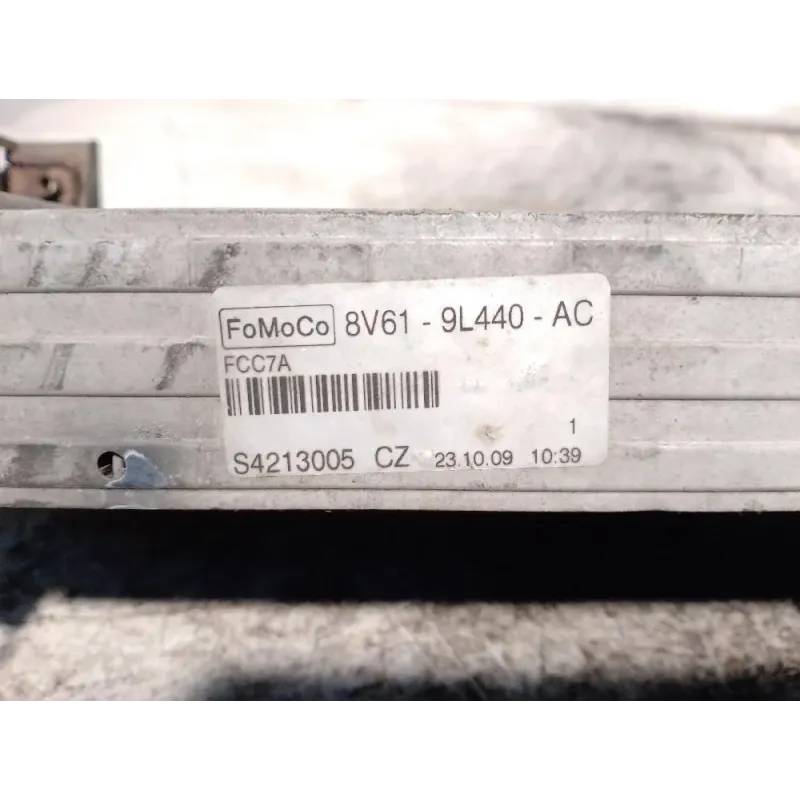 FoMoCo 8V61 - 9L440 - AC
FCC7A
1
S4213005 CZ 23.10.09 10:39